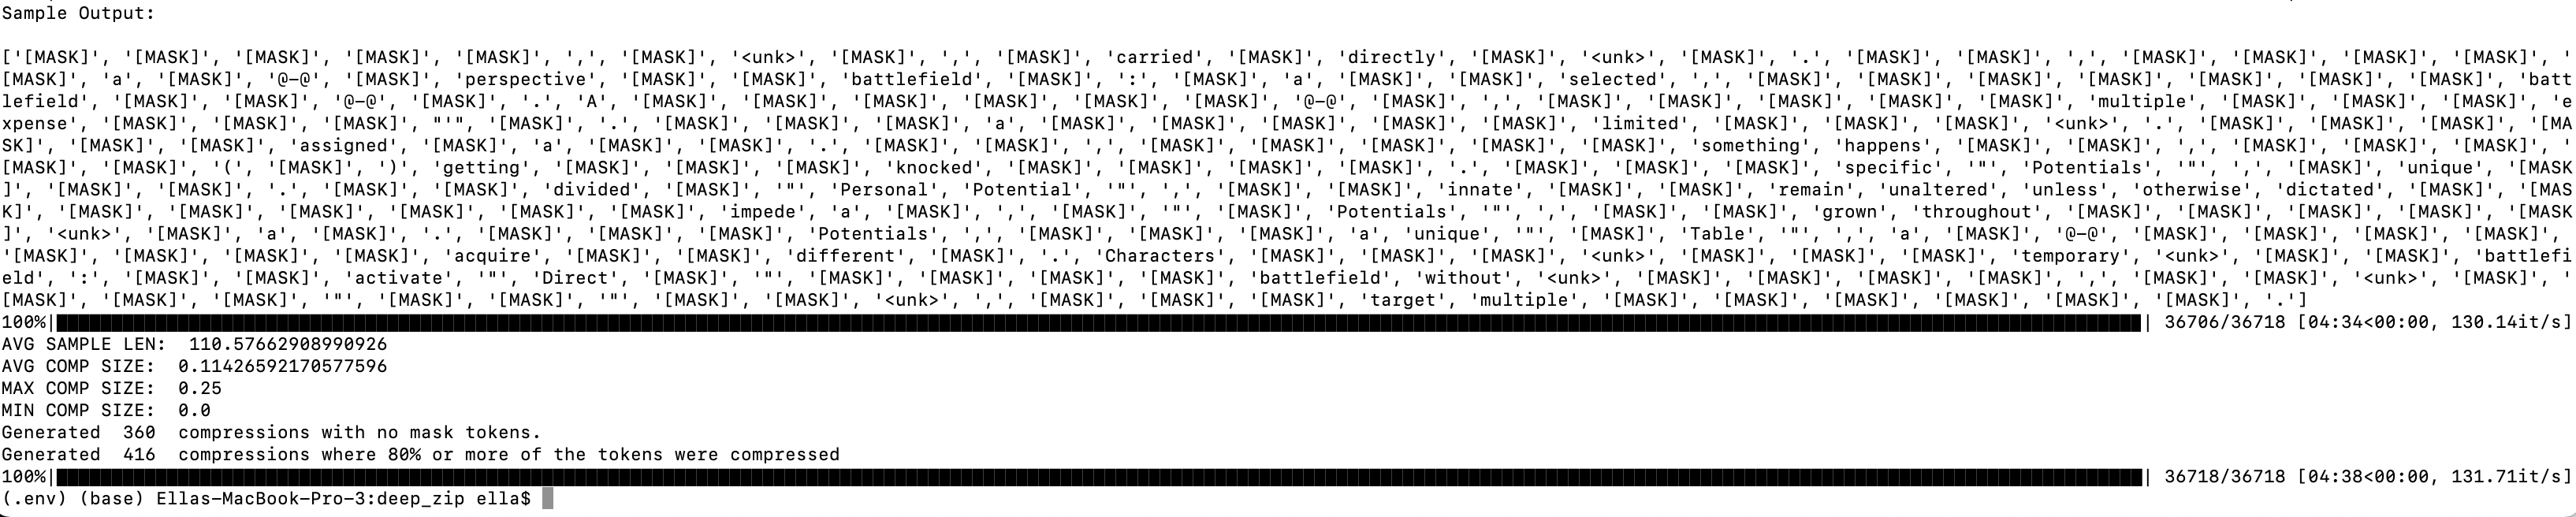 Sample Output:
['[MASK]', '[MASK]', '[MASK]', '[MASK]', '[MASK]', ',', '[MASK]', '<unk>', '[MASK]', ',', '[MASK]', 'carried', '[MASK]', 'directly', '[MASK]', '<unk>', '[MASK]', '.', '[MASK]', '[MASK]', ',', '[MASK]', '[MASK]', '[MASK]', '[MASK]', '
[MASK]', 'a', '[MASK]', '@-@', '[MASK]', 'perspective', '[MASK]', '[MASK]', 'battlefield', '[MASK]', ':', '[MASK]', 'a', '[MASK]', '[MASK]', 'selected', ',', '[MASK]', '[MASK]', '[MASK]', '[MASK]', '[MASK]', '[MASK]', '[MASK]', 'batt
lefield', '[MASK]', '[MASK]', '@-@', '[MASK]', '.', 'A', '[MASK]', '[MASK]', '[MASK]', '[MASK]', '[MASK]', '[MASK]', '@-@', '[MASK]', ',', '[MASK]', '[MASK]', '[MASK]', '[MASK]', '[MASK]', 'multiple', '[MASK]', '[MASK]', '[MASK]', 'e
xpense', '[MASK]', '[MASK]', '[MASK]', "'", '[MASK]', '.', '[MASK]', '[MASK]', '[MASK]', 'a', '[MASK]', '[MASK]', '[MASK]', '[MASK]', '[MASK]', 'limited', '[MASK]', '[MASK]', '[MASK]', '<unk>', '.', '[MASK]', '[MASK]', '[MASK]', '[MA
SK]', '[MASK]', '[MASK]', 'assigned', '[MASK]', 'a', '[MASK]', '[MASK]', '.', '[MASK]', '[MASK]', ',', '[MASK]', '[MASK]', '[MASK]', '[MASK]', 'something', 'happens', '[MASK]', '[MASK]', ',', '[MASK]', '[MASK]', '[MASK]', '[MASK]', '
[MASK]', '[MASK]', '(', '[MASK]', ')', 'getting', '[MASK]', '[MASK]', '[MASK]', 'knocked', '[MASK]', '[MASK]', '[MASK]', '[MASK]', '.', '[MASK]', '[MASK]', '[MASK]', 'specific', '"', 'Potentials', '"', ',', '[MASK]', 'unique', '[MASK
]', '[MASK]', '[MASK]', '.', '[MASK]', '[MASK]', 'divided', '[MASK]', '"', 'Personal', 'Potential', '"', ',', '[MASK]', '[MASK]', 'innate', '[MASK]', '[MASK]', 'remain', 'unaltered', 'unless', 'otherwise', 'dictated', '[MASK]', '[MAS
K]', '[MASK]', '[MASK]', '[MASK]', '[MASK]', '[MASK]', '[MASK]', 'impede', 'a', '[MASK]', ',', '[MASK]', '"', '[MASK]', 'Potentials', '"', ',', '[MASK]', '[MASK]', 'grown', 'throughout', '[MASK]', '[MASK]', '[MASK]', '[MASK]', '[MASK
]', '<unk>', '[MASK]', 'a', '[MASK]', '.', '[MASK]', '[MASK]', '[MASK]', 'Potentials', ',', '[MASK]', '[MASK]', '[MASK]', 'a', 'unique', '"', '[MASK]', 'Table', '"', ',', 'a', '[MASK]', '@-@', '[MASK]', '[MASK]', '[MASK]', '[MASK]',
'[MASK]', '[MASK]', '[MASK]', '[MASK]', 'acquire', '[MASK]', '[MASK]', 'different', '.', 'Characters', '[MASK]', '[MASK]', '[MASK]', '<unk>', '[MASK]', '[MASK]', '[MASK]', 'temporary', '<unk>', '[MASK]', '[MASK]', '[MASK]', 'battlefi
eld', ':', '[MASK]', '[MASK]', 'activate', '"', 'Direct', '[MASK]', '"', '[MASK]', '[MASK]', '[MASK]', '[MASK]', 'battlefield', 'without', '<unk>', '[MASK]', '[MASK]', '[MASK]', '[MASK]', ',', '[MASK]', '[MASK]', '<unk>', '[MASK]', '
[MASK]', '[MASK]', '[MASK]', '"', '[MASK]', '[MASK]', '"', '[MASK]', '[MASK]', '<unk>', ',', '[MASK]', '[MASK]', '[MASK]', 'target', 'multiple', '[MASK]', '[MASK]', '[MASK]', '[MASK]', '[MASK]', '[MASK]', '.']
100%| | 36706/36718 [04:34<00:00, 130.14it/s]
AVG SAMPLE LEN:  110.57662908990926
AVG COMP SIZE:  0.11426592170577596
MAX COMP SIZE:  0.25
MIN COMP SIZE:  0.0
Generated  360  compressions with no mask tokens.
Generated  416  compressions where 80% or more of the tokens were compressed
100%| | 36718/36718 [04:38<00:00, 131.71it/s]
(.env) (base) Ellas-MacBook-Pro-3:deep_zip ella$